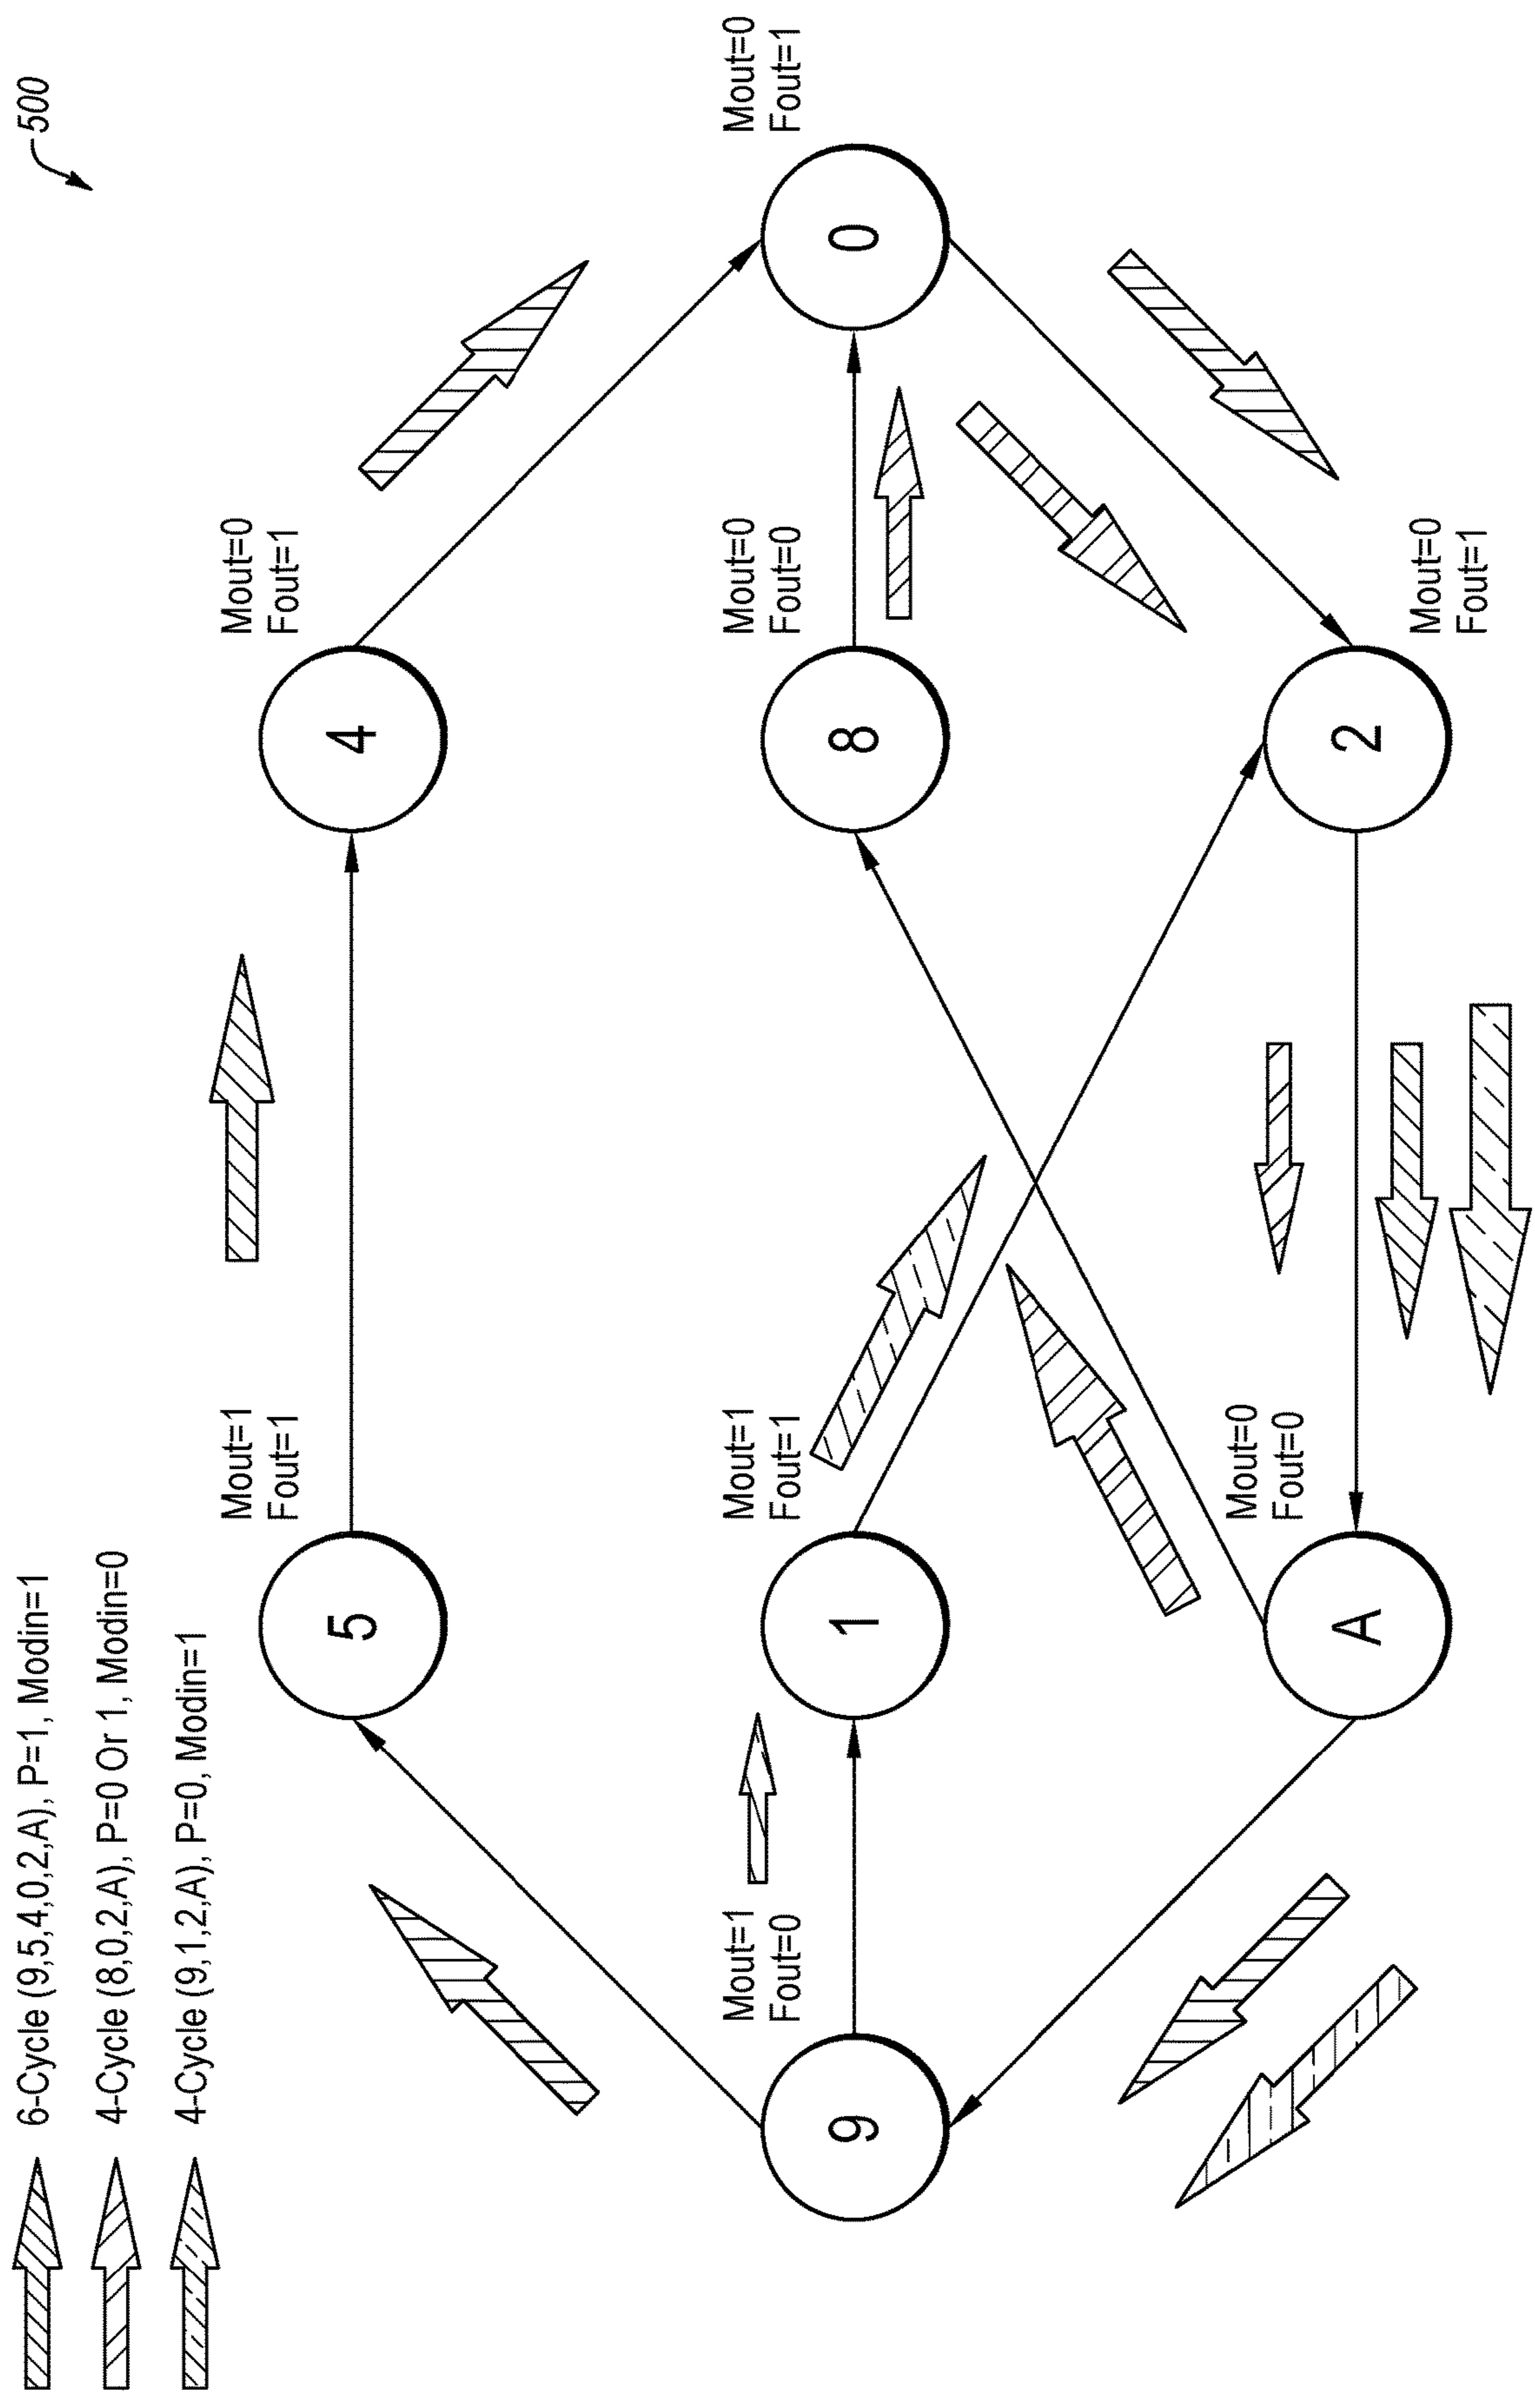 500
6-Cycle (9,5,4,0,2,A), P=1, Modin=1
4-Cycle (8,0,2,A), P=0 Or 1, Modin=0
4-Cycle (9,1,2,A), P=0, Modin=1
Mout=1
Fout=1
5
Mout=0
Fout=1
4
Mout=1
Fout=0
9
Mout=1
Fout=1
1
Mout=0
Fout=0
8
Mout=0
Fout=1
0
Mout=0
Fout=0
A
2
Mout=0
Fout=1